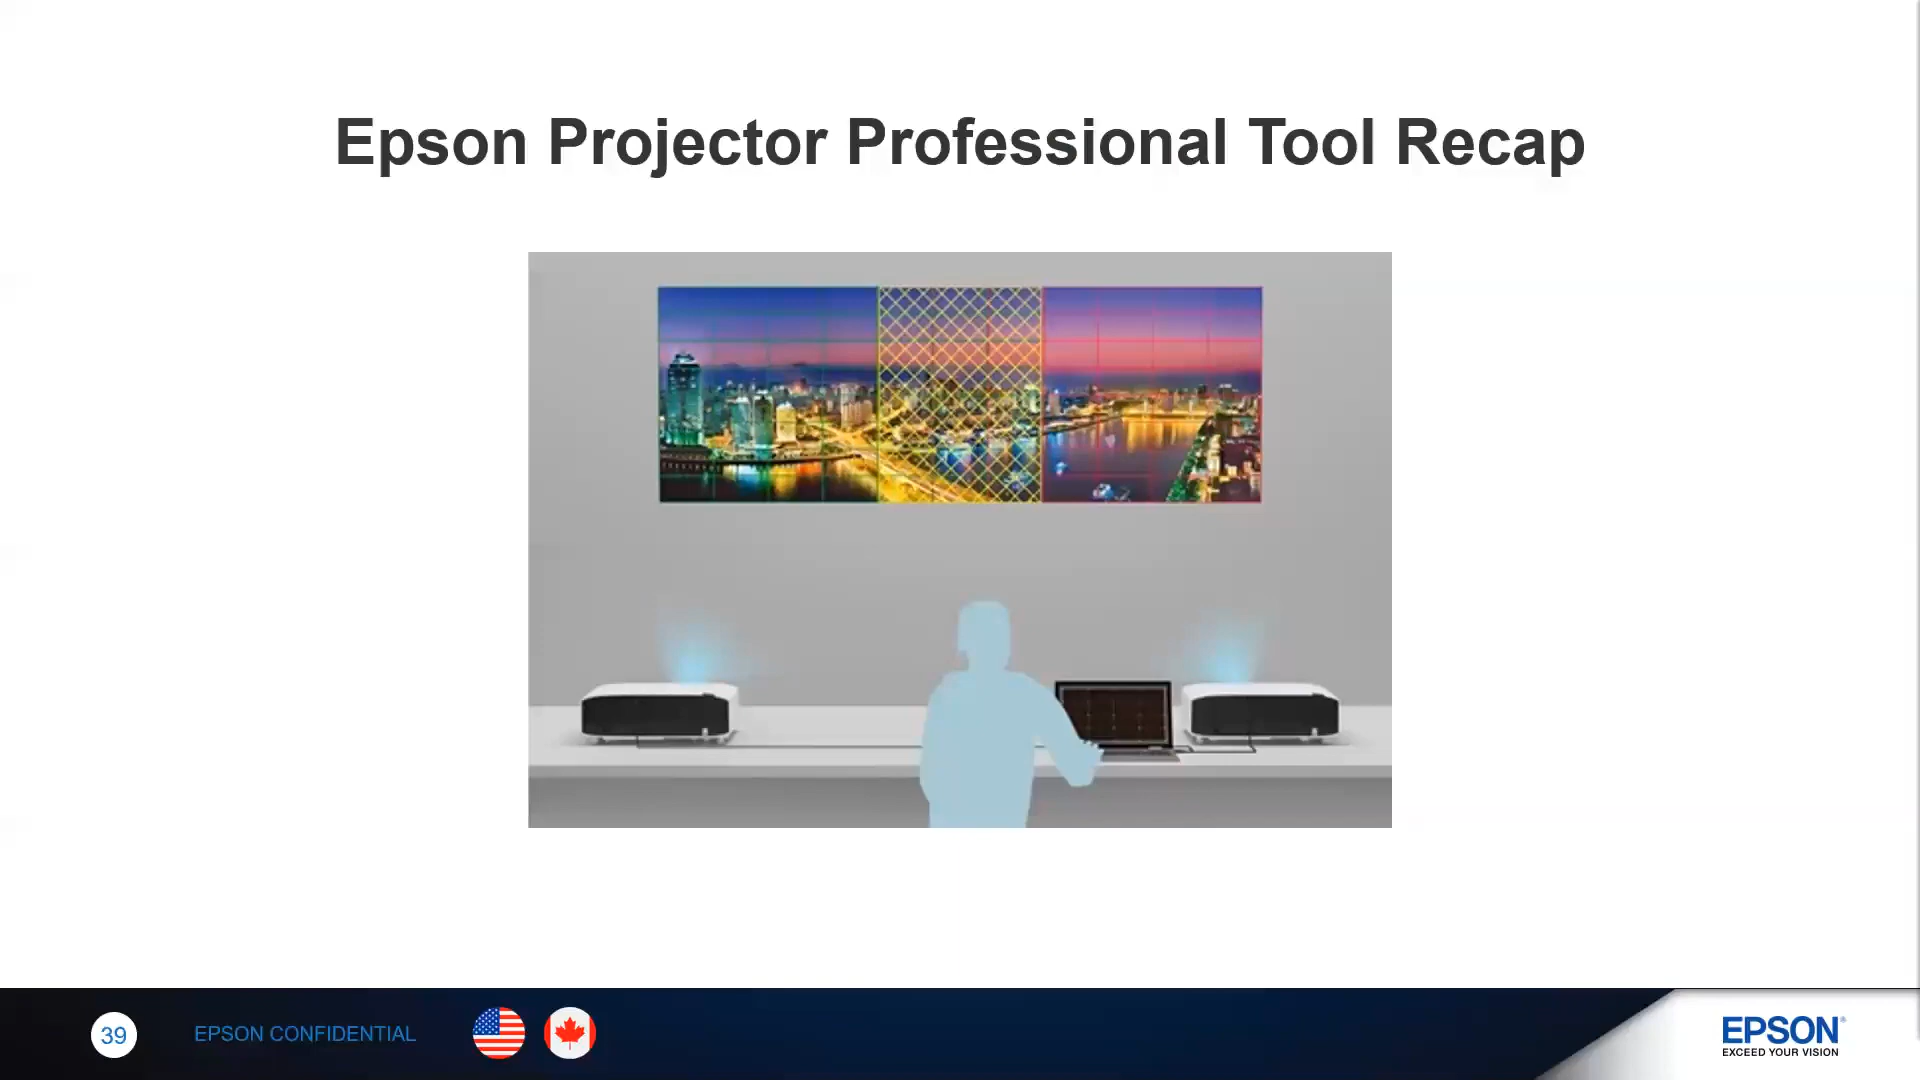 Epson Projector Professional Tool Recap
39
EPSON CONFIDENTIAL
EPSON®
EXCEED YOUR VISION